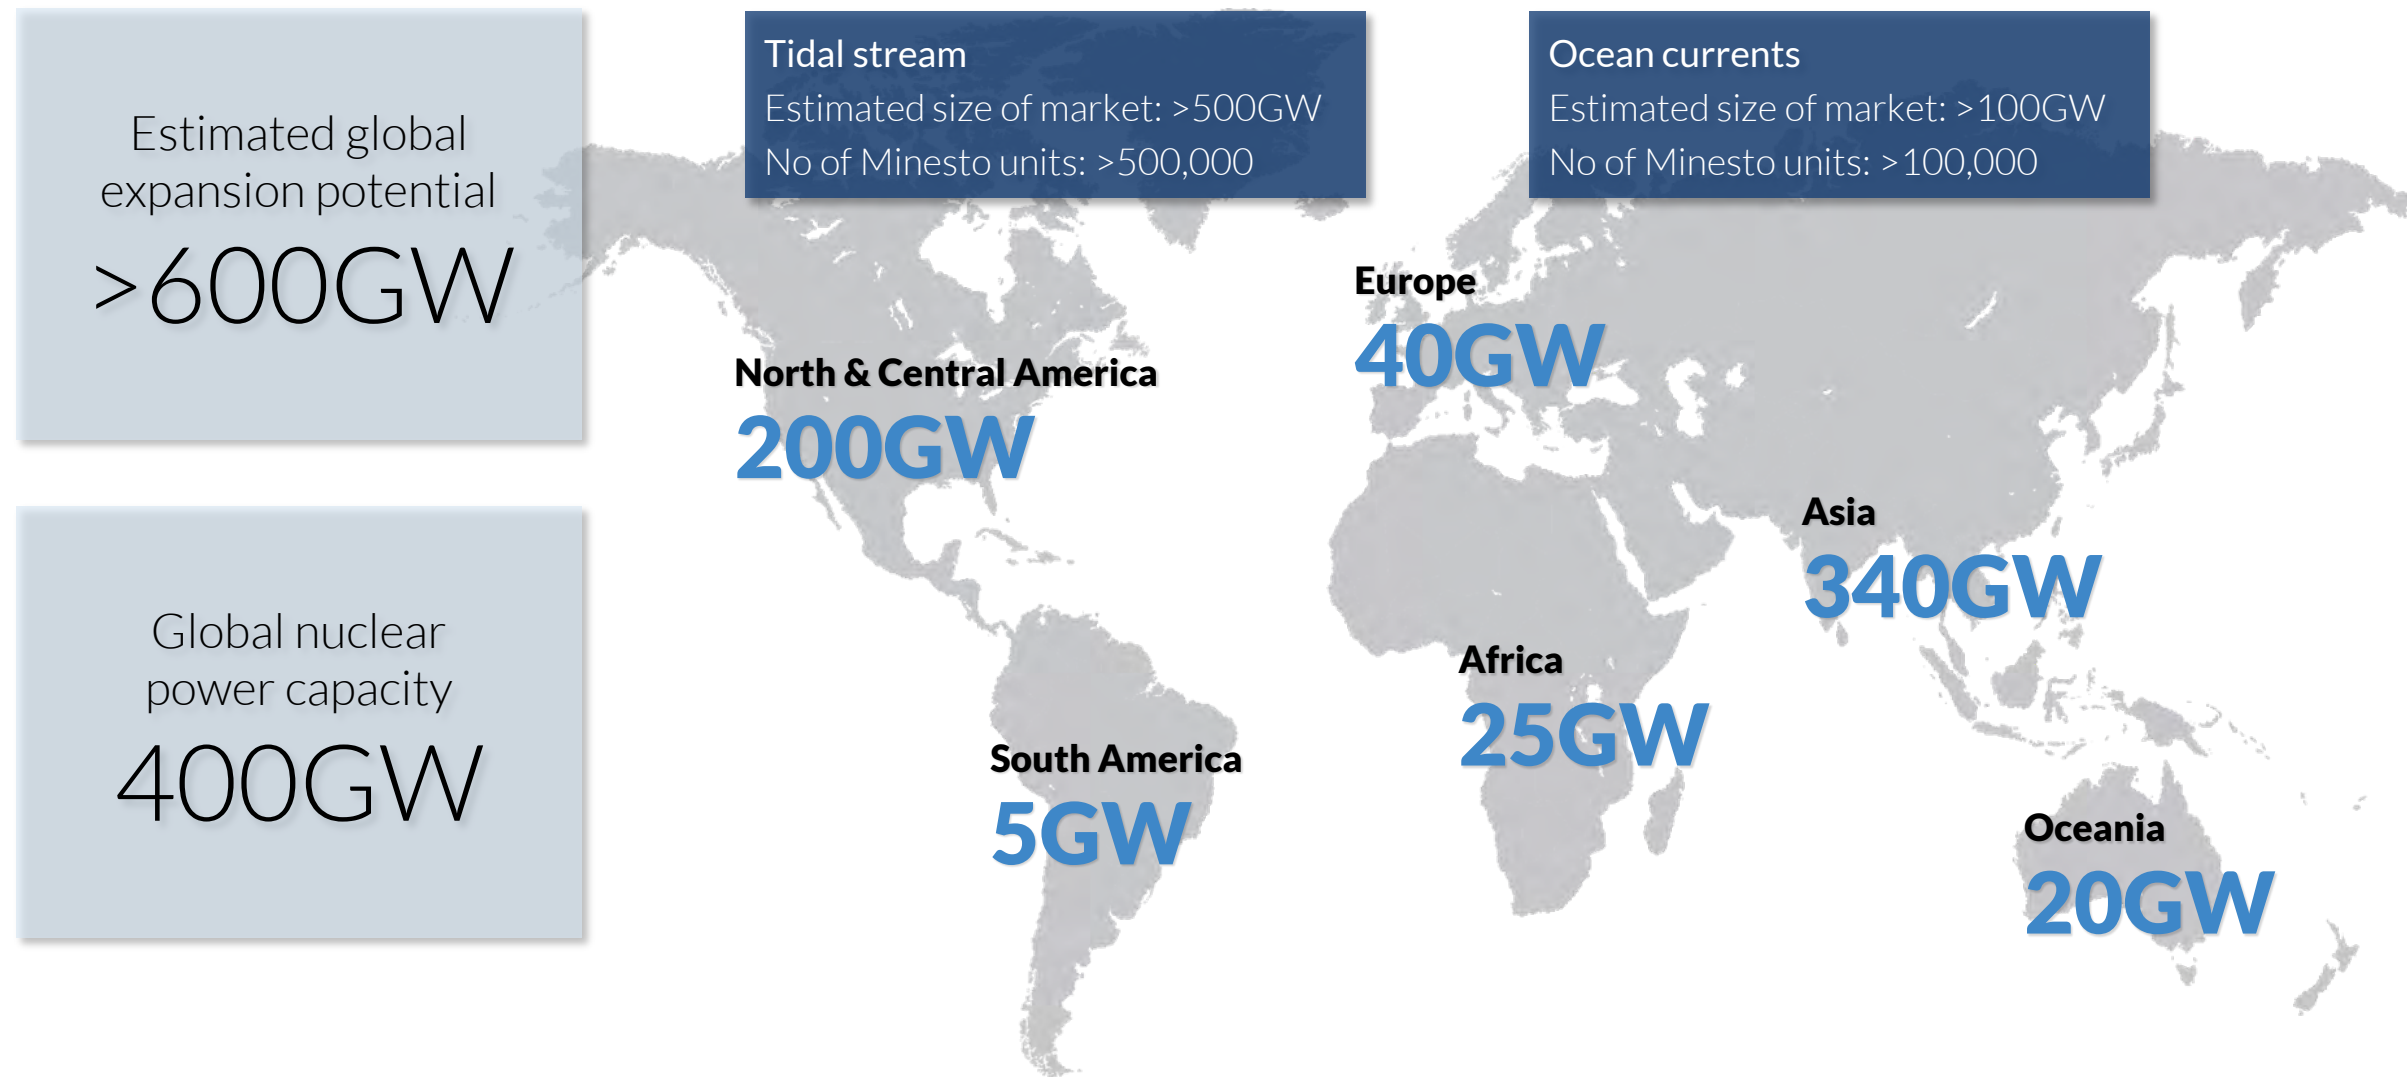 Estimated global
expansion potential
>600GW
Global nuclear
power capacity
400GW
Tidal stream
Estimated size of market: >500GW
No of Minesto units: >500,000
Ocean currents
Estimated size of market: >100GW
No of Minesto units: >100,000
Europe
40GW
North & Central America
200GW
Asia
340GW
Africa
25GW
South America
5GW
Oceania
20GW